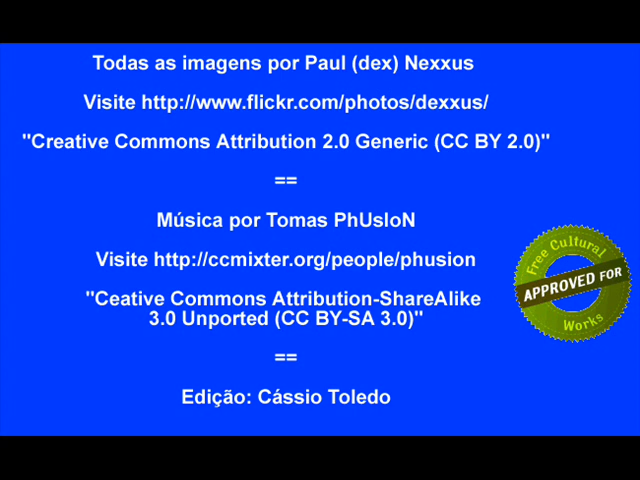 Todas as imagens por Paul (dex) Nexxus
Visite http://www.flickr.com/photos/dexxus/
"Creative Commons Attribution 2.0 Generic (CC BY 2.0)"
==
Música por Tomas PhUsIoN
Visite http://ccmixter.org/people/phusion
"Ceative Commons Attribution-ShareAlike
3.0 Unported (CC BY-SA 3.0)"
==
Edição: Cássio Toledo
Free Cultural
APPROVED FOR
Works